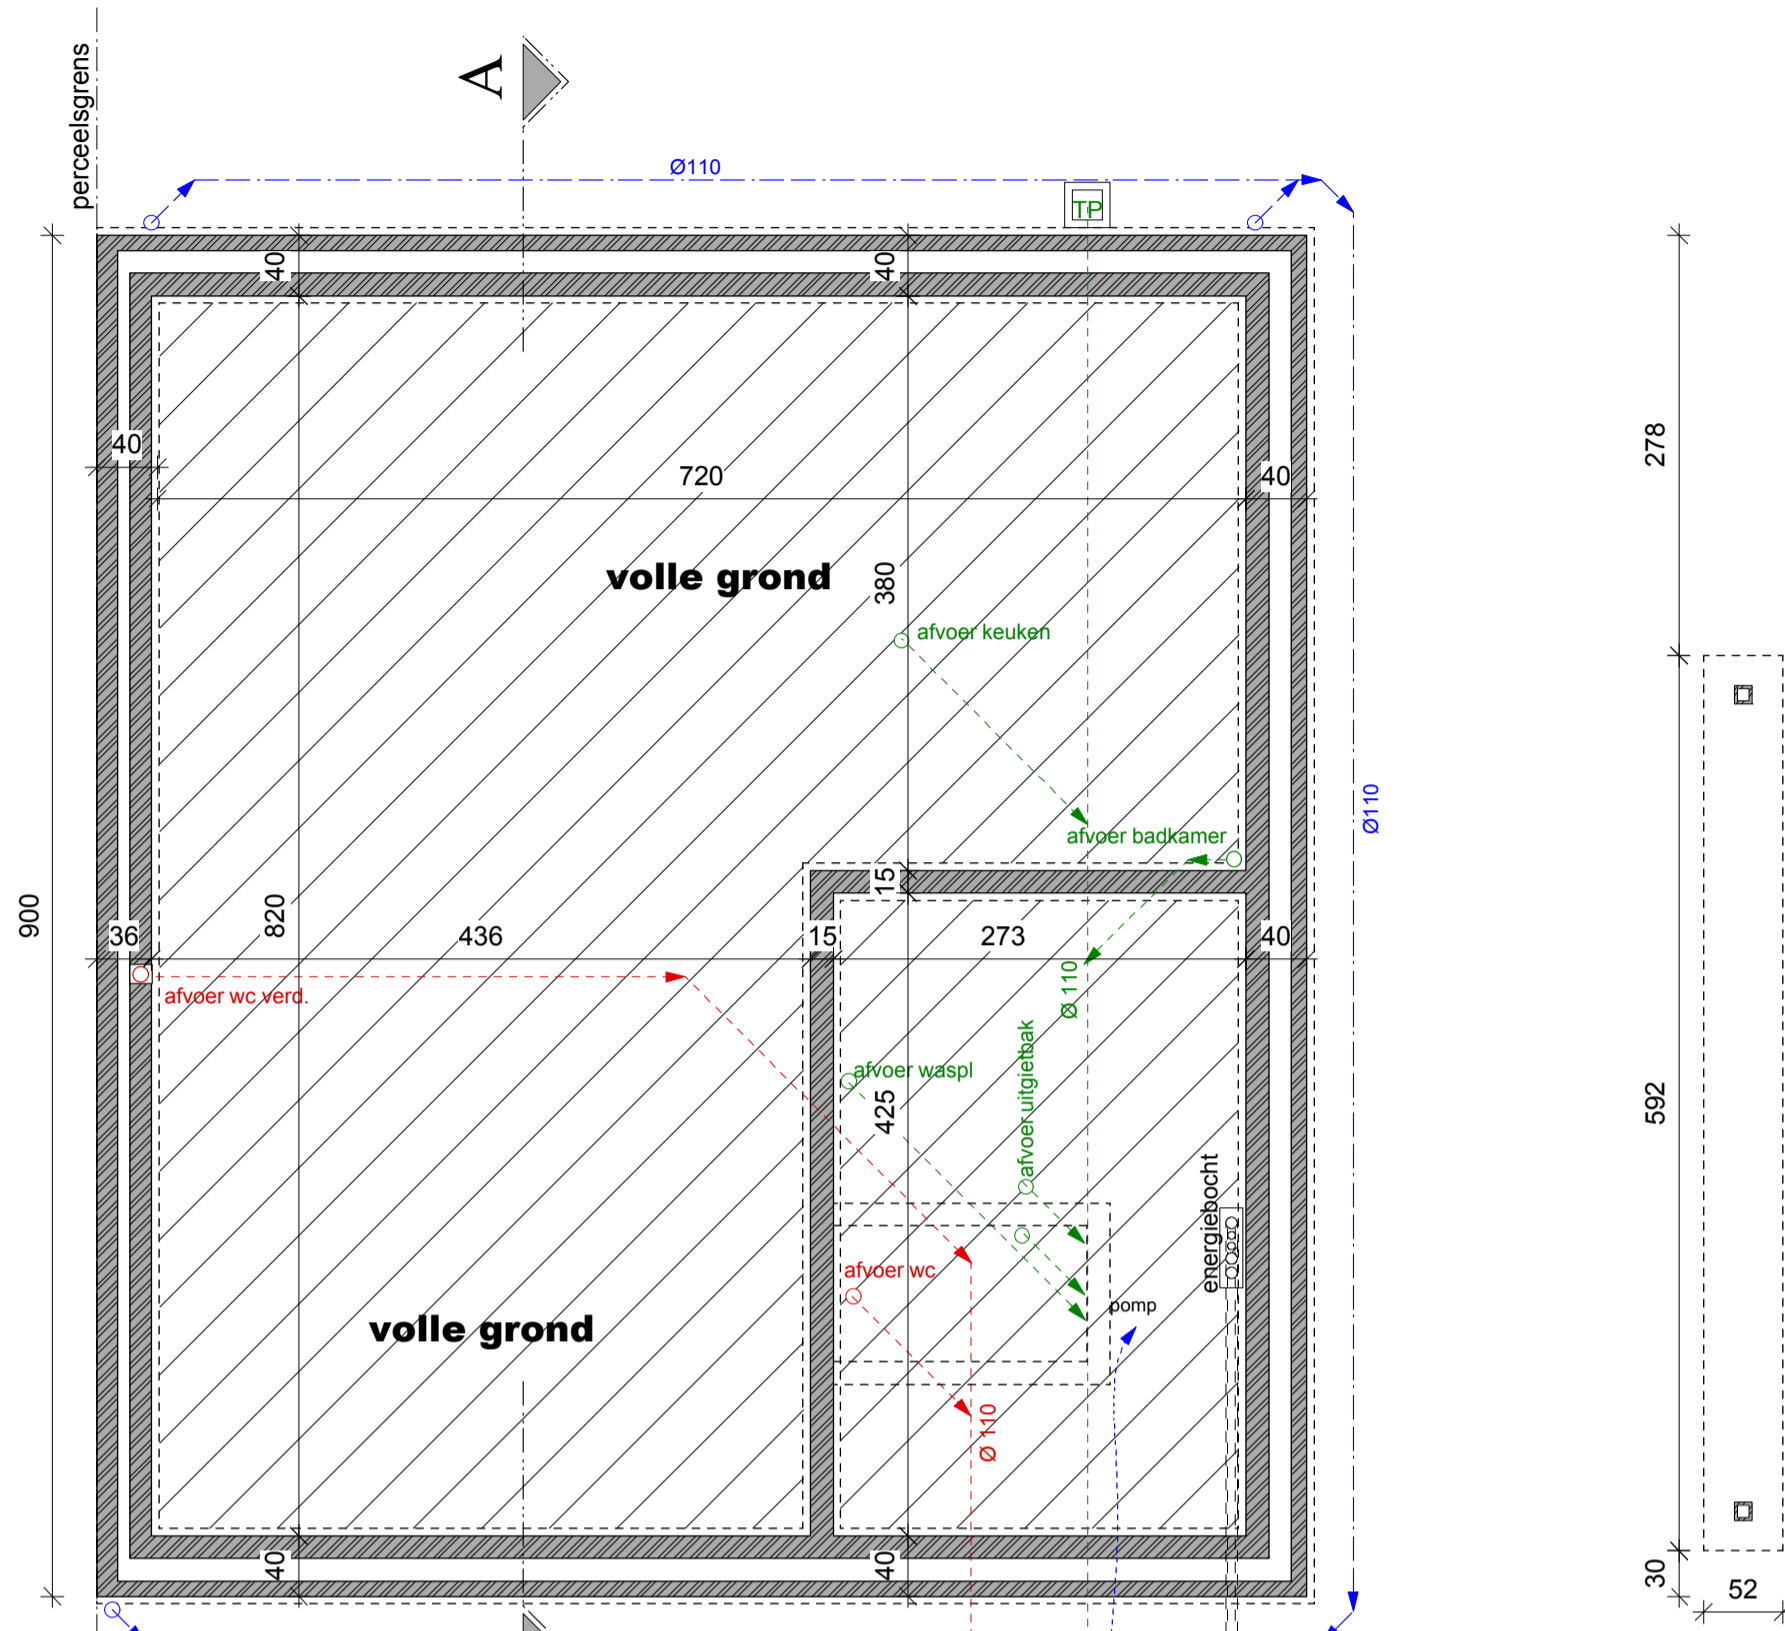 perceelsgrens
A
Ø110
TP
40
40
278
40
720
40
volle grond
380
afvoer keuken
Ø110
afvoer badkamer
15
900
36
820
436
15
273
40
Ø 110
afvoer wc verd.
afvoer waspl
425
afvoer uitgietbak
592
energiebocht
afvoer wc
pomp
volle grond
Ø 110
40
40
30
52